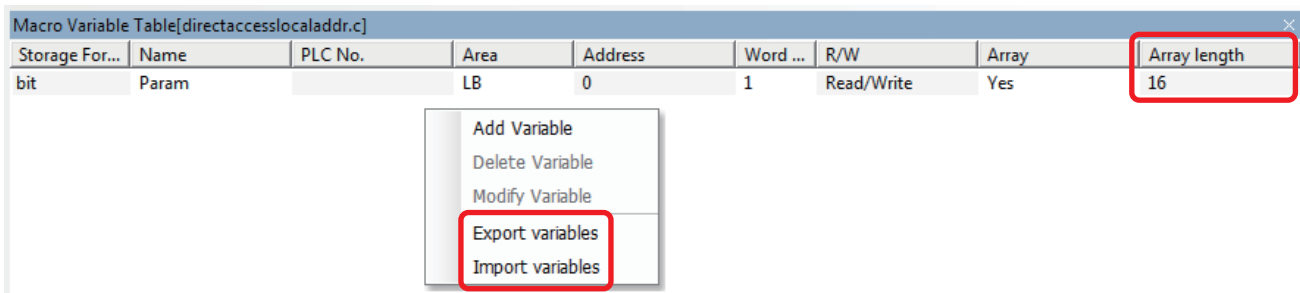 Macro Variable Table[directaccesslocaladdr.c]
Storage For... Name PLC No. Area Address Word ... R/W Array Array length
bit Param LB 0 1 Read/Write Yes 16
Add Variable
Delete Variable
Modify Variable
Export variables
Import variables